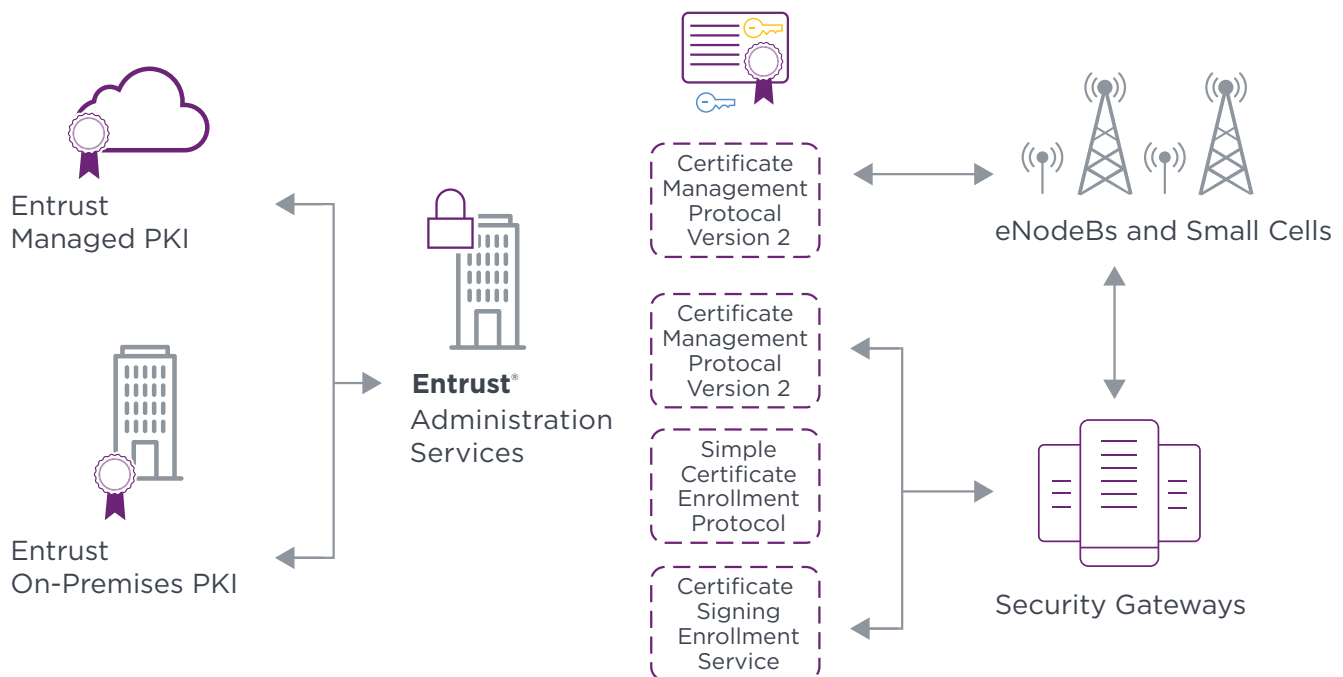 Entrust
Managed PKI
Entrust
On-Premises PKI
Entrust®
Administration
Services
Certificate
Management
Protocal
Version 2
Certificate
Management
Protocal
Version 2
Simple
Certificate
Enrollment
Protocol
Certificate
Signing
Enrollment
Service
eNodeBs and Small Cells
Security Gateways